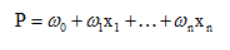 P = ω₀ + ω₁x₁ + … + ωₙxₙ